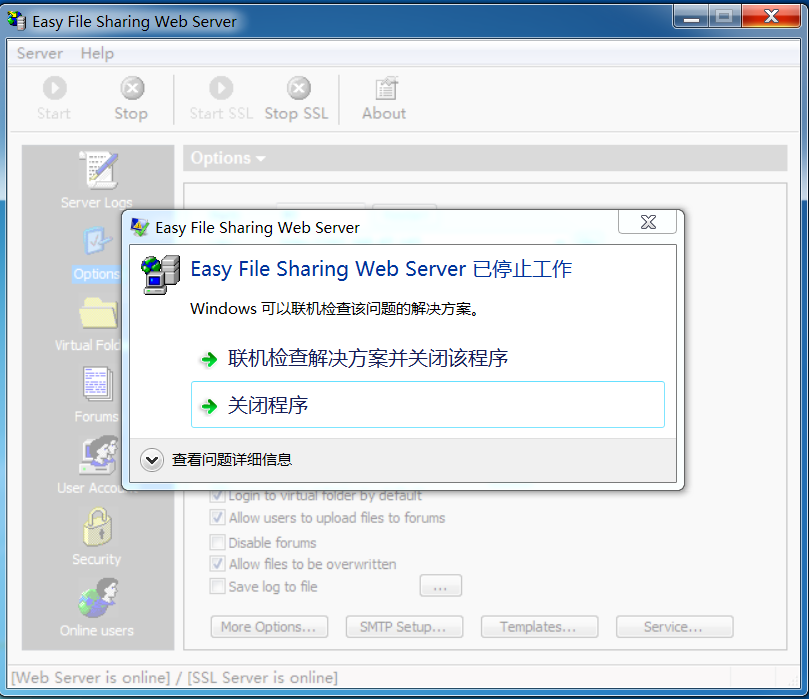 Easy File Sharing Web Server
Server Help
Start Stop Start SSL Stop SSL About
Options
Server Logs
Options
Virtual Fold
Forums
User Accou
Security
Online users
Easy File Sharing Web Server
Easy File Sharing Web Server 已停止工作
Windows 可以联机检查该问题的解决方案。
联机检查解决方案并关闭该程序
关闭程序
查看问题详细信息
Login to virtual folder by default
Allow users to upload files to forums
Disable forums
Allow files to be overwritten
Save log to file ...
More Options... SMTP Setup... Templates... Service...
[Web Server is online] / [SSL Server is online]